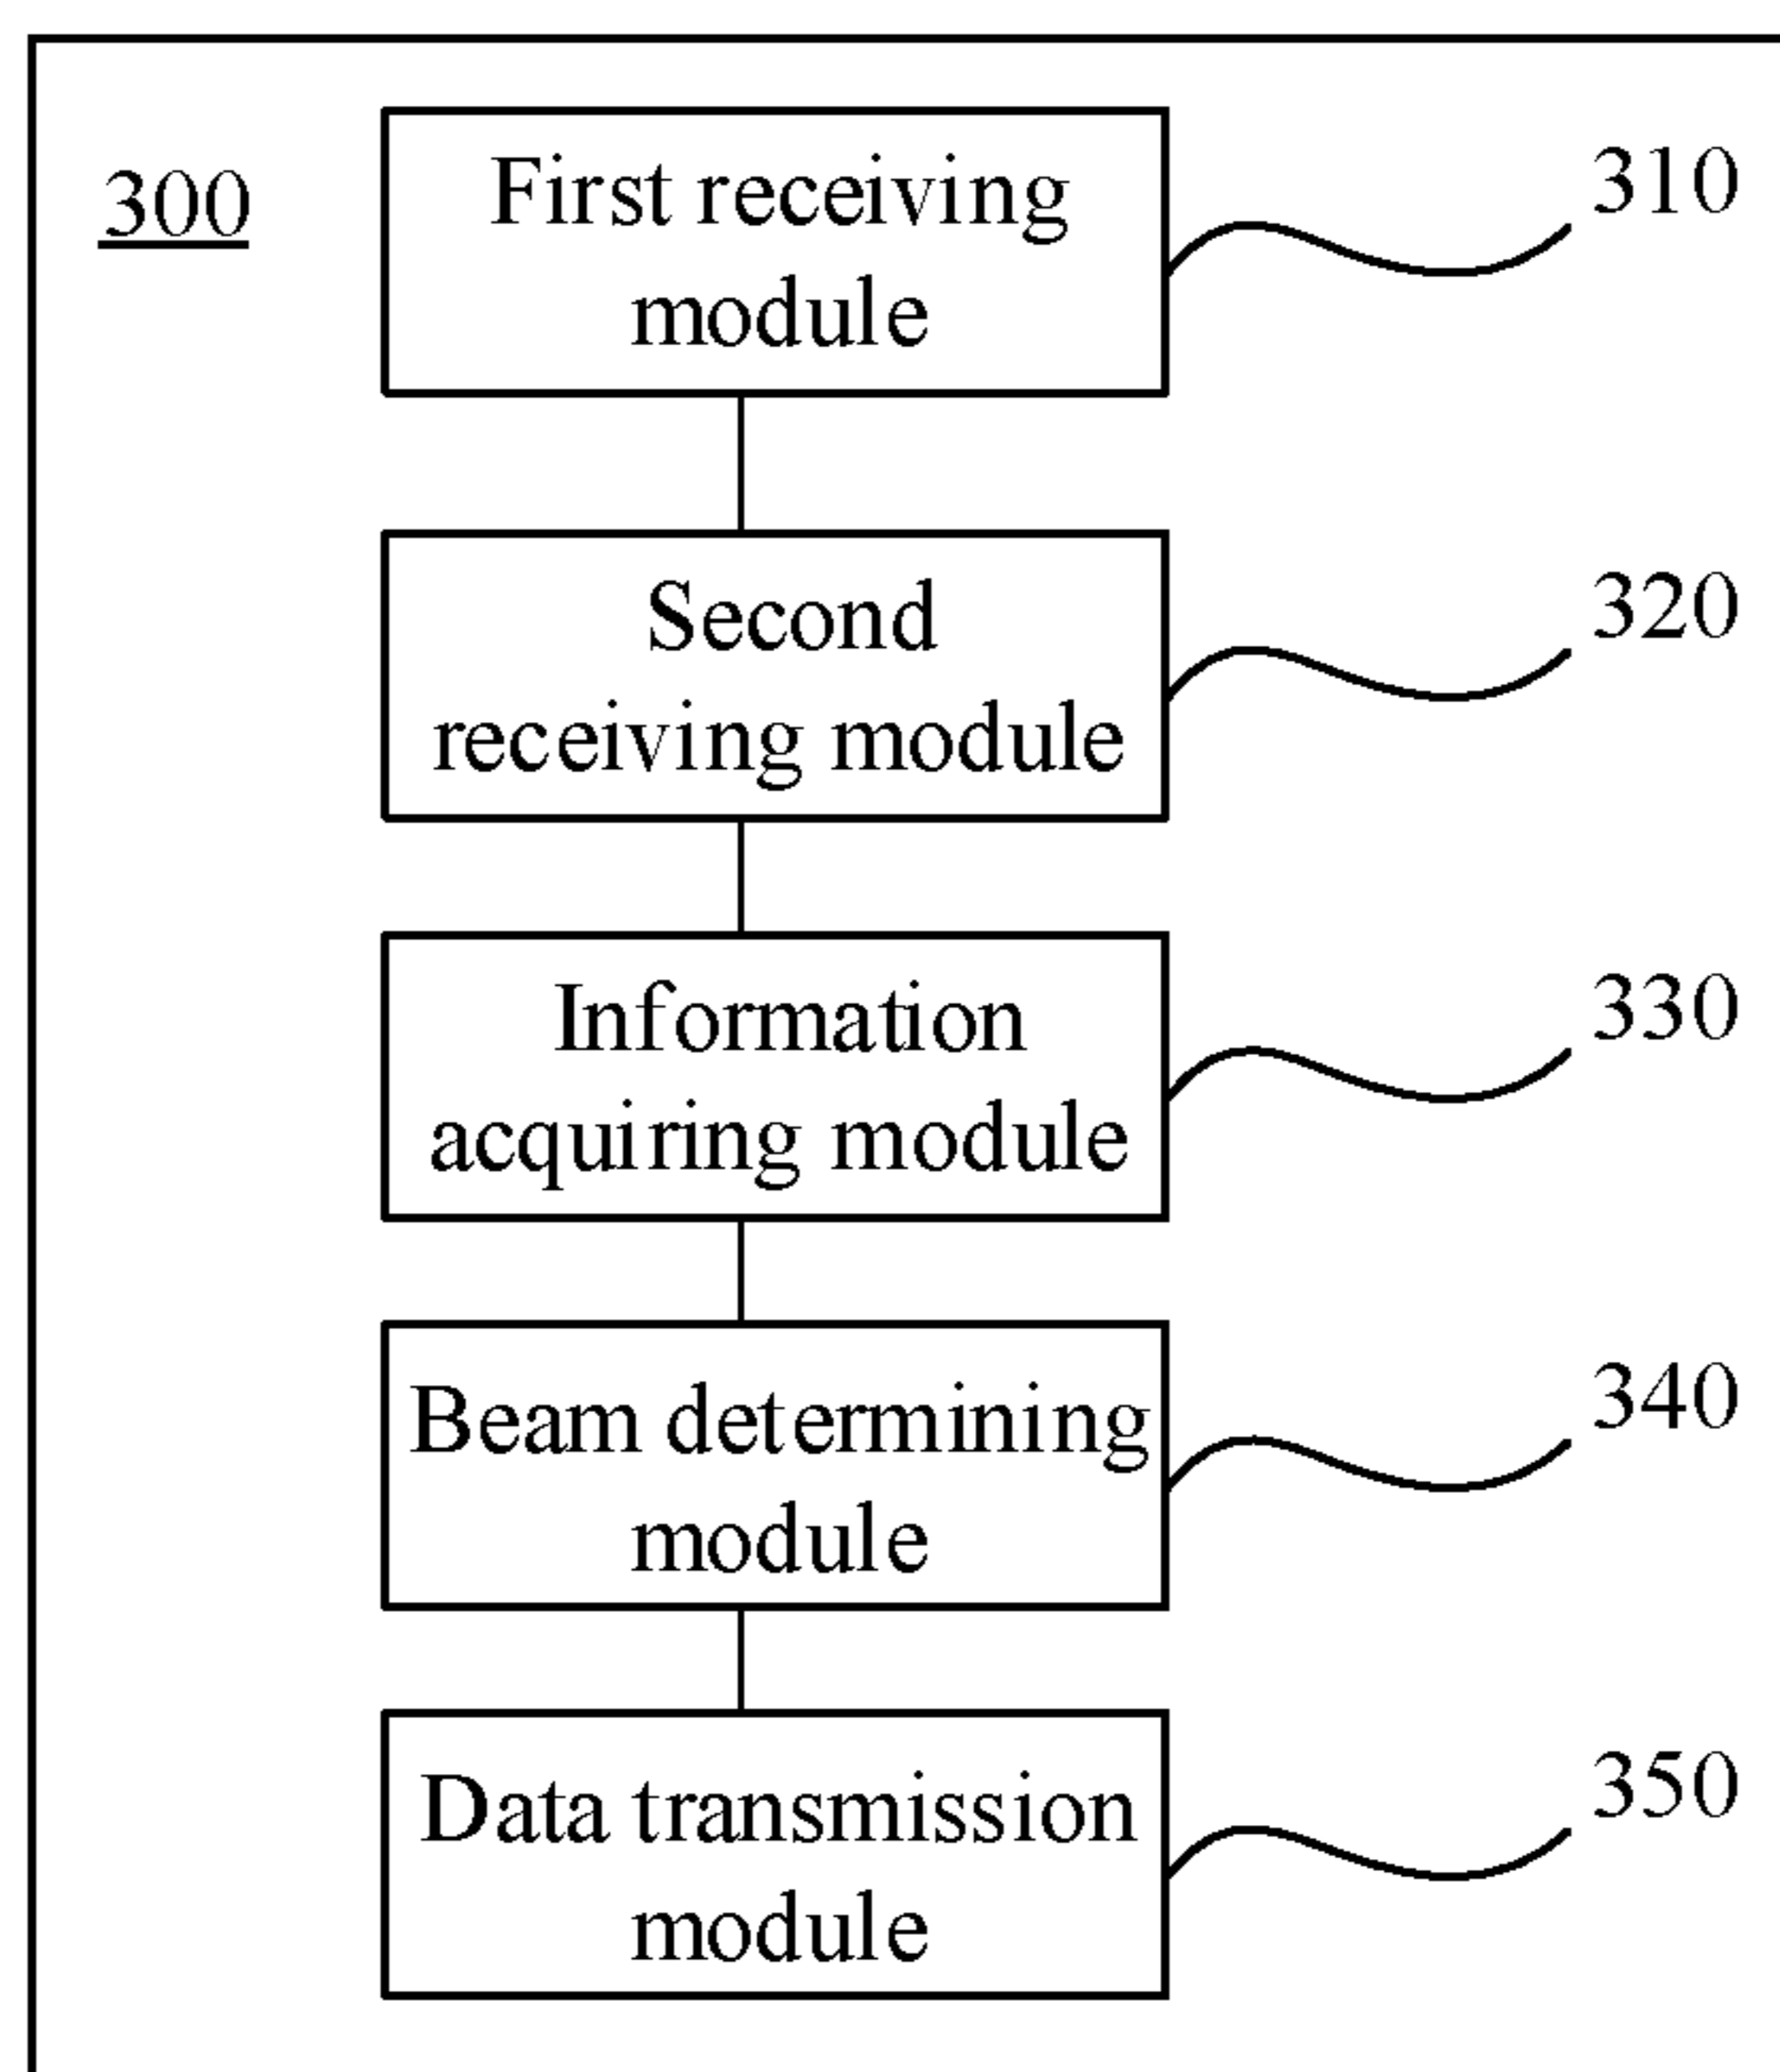 300
First receiving
module
310
Second
receiving module
320
Information
acquiring module
330
Beam determining
module
340
Data transmission
module
350